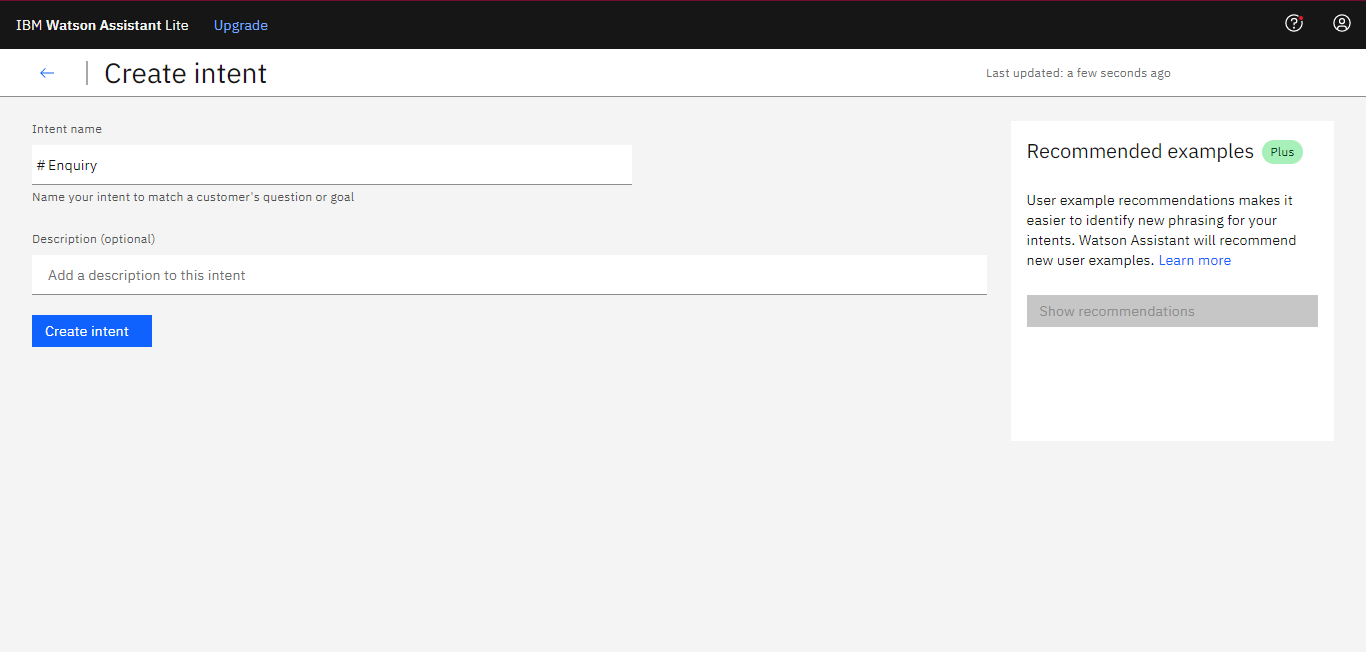 IBM Watson Assistant Lite Upgrade
Create intent
Last updated: a few seconds ago
Intent name
# Enquiry
Name your intent to match a customer's question or goal
Description (optional)
Add a description to this intent
Create intent
Recommended examples Plus
User example recommendations makes it
easier to identify new phrasing for your
intents. Watson Assistant will recommend
new user examples. Learn more
Show recommendations